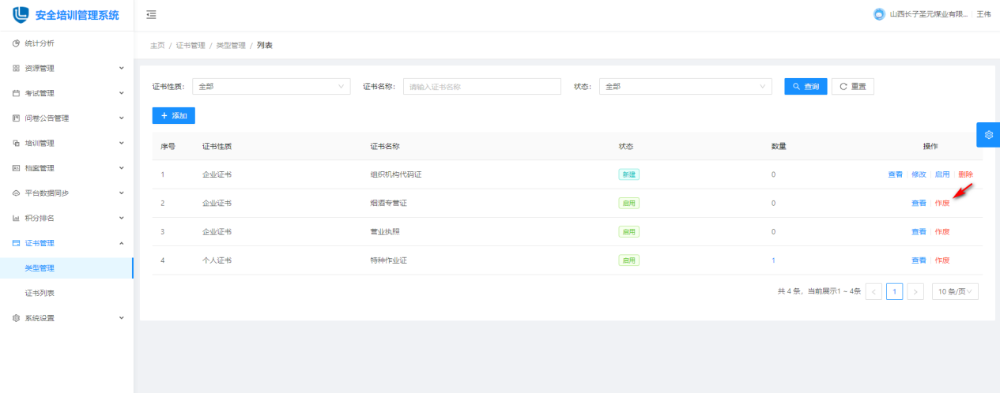 安全培训管理系统
山西长子圣元煤业有限... 王伟
统计分析
资源管理
考试管理
问卷公告管理
培训管理
档案管理
平台数据同步
积分排名
证书管理
类型管理
证书列表
系统设置
主页 / 证书管理 / 类型管理 / 列表
证书性质： 全部 证书名称： 请输入证书名称 状态： 全部 查询 重置
+ 添加
序号 证书性质 证书名称 状态 数量 操作
1 企业证书 组织机构代码证 新建 0 查看 修改 启用 删除
2 企业证书 烟酒专营证 启用 0 查看 作废
3 企业证书 营业执照 启用 0 查看 作废
4 个人证书 特种作业证 启用 1 查看 作废
共 4 条，当前展示1 ~ 4条 < 1 > 10 条/页